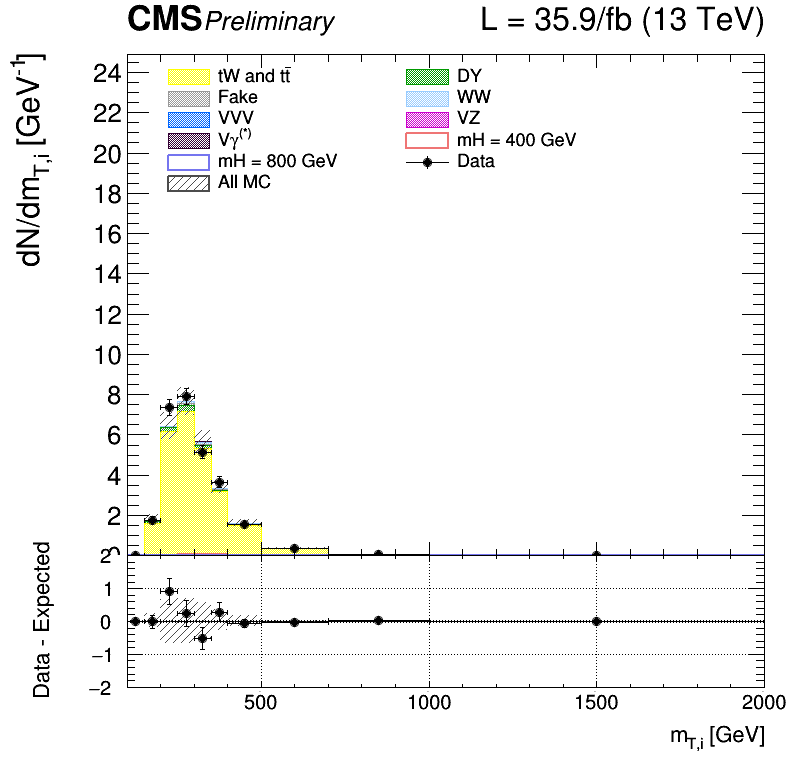 CMS Preliminary L = 35.9/fb (13 TeV)
dN/dm_T,i [GeV⁻¹]
24
22
20
18
16
14
12
10
8
6
4
2
tW and tt̄
DY
Fake
WW
VVV
VZ
Vγ(*)
mH = 400 GeV
mH = 800 GeV
Data
All MC
Data - Expected
2
1
0
−1
−2
500 1000 1500 2000
m_T,i [GeV]